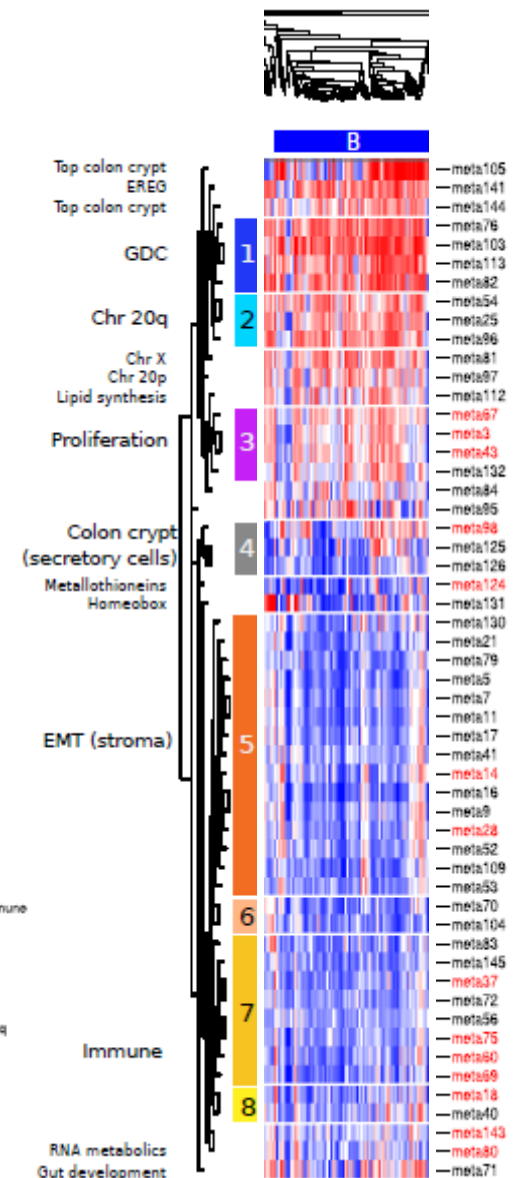 B
Top colon crypt
EREG
Top colon crypt
GDC
Chr 20q
Chr X
Chr 20p
Lipid synthesis
Proliferation
Colon crypt
(secretory cells)
Metallothioneins
Homeobox
EMT (stroma)
Immune
RNA metabolics
Gut development
1
2
3
4
5
6
7
8
meta105
meta141
meta144
meta76
meta103
meta113
meta82
meta54
meta25
meta96
meta81
meta97
meta112
meta67
meta3
meta43
meta132
meta84
meta95
meta98
meta125
meta126
meta124
meta131
meta130
meta21
meta79
meta5
meta7
meta11
meta17
meta41
meta14
meta16
meta9
meta28
meta52
meta109
meta53
meta70
meta104
meta83
meta145
meta37
meta72
meta56
meta75
meta60
meta69
meta18
meta40
meta143
meta80
meta71